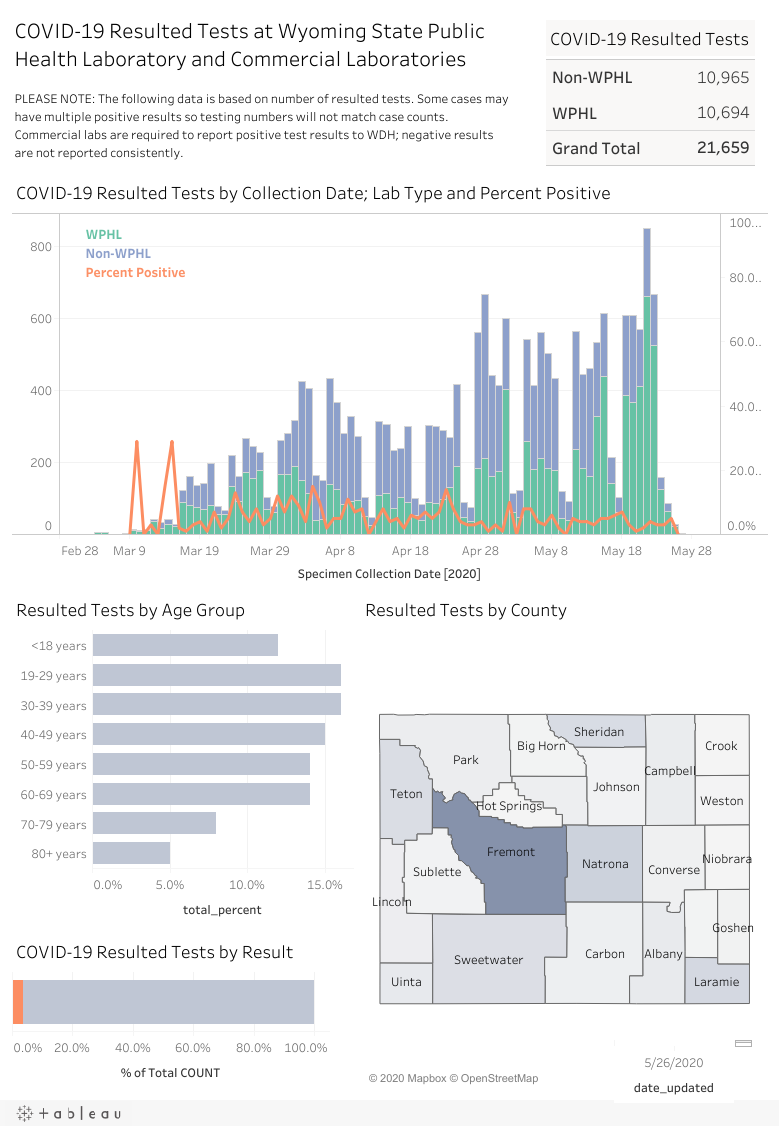 COVID-19 Resulted Tests at Wyoming State Public
Health Laboratory and Commercial Laboratories
PLEASE NOTE: The following data is based on number of resulted tests. Some cases may
have multiple positive results so testing numbers will not match case counts.
Commercial labs are required to report positive test results to WDH; negative results
are not reported consistently.
COVID-19 Resulted Tests
Non-WPHL 10,965
WPHL 10,694
Grand Total 21,659
COVID-19 Resulted Tests by Collection Date; Lab Type and Percent Positive
WPHL
Non-WPHL
Percent Positive
800
600
400
200
0
100...
80.0..
60.0..
40.0..
20.0..
0.0%
Feb 28 Mar 9 Mar 19 Mar 29 Apr 8 Apr 18 Apr 28 May 8 May 18 May 28
Specimen Collection Date [2020]
Resulted Tests by Age Group
<18 years
19-29 years
30-39 years
40-49 years
50-59 years
60-69 years
70-79 years
80+ years
0.0% 5.0% 10.0% 15.0%
total_percent
COVID-19 Resulted Tests by Result
0.0% 20.0% 40.0% 60.0% 80.0% 100.0%
% of Total COUNT
Resulted Tests by County
Sheridan
Big Horn
Crook
Park
Campbell
Johnson
Teton
Hot Springs
Weston
Fremont
Natrona
Niobrara
Sublette
Converse
Lincoln
Goshen
Carbon
Albany
Sweetwater
Uinta
Laramie
© 2020 Mapbox © OpenStreetMap
5/26/2020
date_updated
+ableau